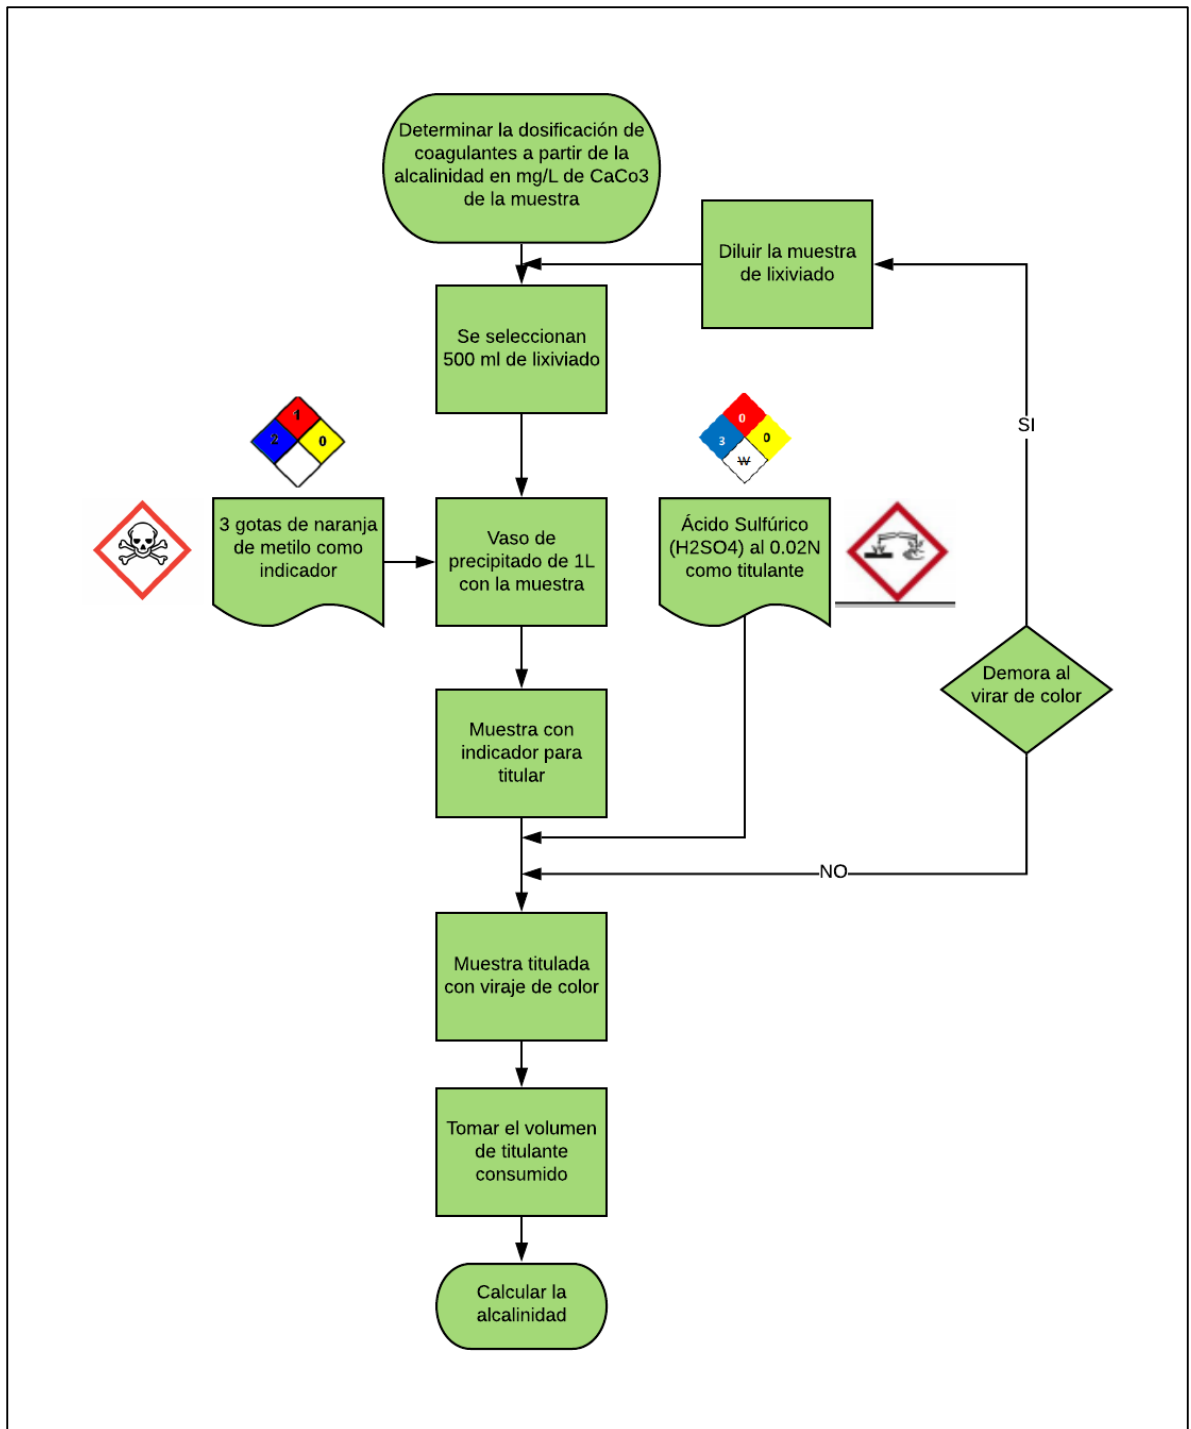 Determinar la dosificación de
coagulantes a partir de la
alcalinidad en mg/L de CaCo3
de la muestra
Diluir la muestra
de lixiviado
Se seleccionan
500 ml de lixiviado
SI
1
2
0
0
3
0
W
3 gotas de naranja
de metilo como
indicador
Vaso de
precipitado de 1L
con la muestra
Ácido Sulfúrico
(H2SO4) al 0.02N
como titulante
Demora al
virar de color
Muestra con
indicador para
titular
NO
Muestra titulada
con viraje de color
Tomar el volumen
de titulante
consumido
Calcular la
alcalinidad